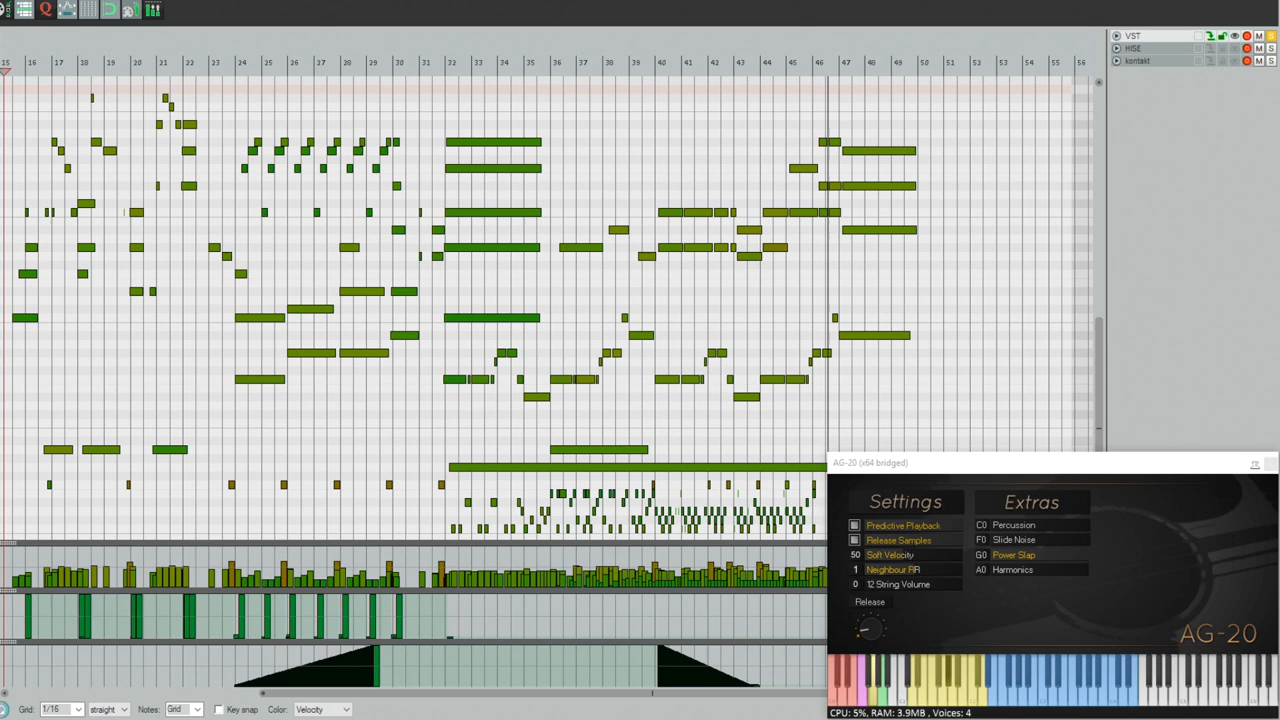 VST
M S
HISE
M S
kontakt
M S
15 16 17 18 19 20 21 22 23 24 25 26 27 28 29 30 31 32 33 34 35 36 37 38 39 40 41 42 43 44 45 46 47 48 49 50 51 52 53 54 55 56
AG-20 (x64 bridged)
Settings
Predictive Playback
Release Samples
50 Soft Velocity
1 Neighbour RR
0 12 String Volume
Release
Extras
C0 Percussion
F0 Slide Noise
G0 Power Slap
A0 Harmonics
AG-20
CPU: 5%, RAM: 3.9MB , Voices: 4
Grid: 1/16 straight Notes: Grid Key snap Color: Velocity